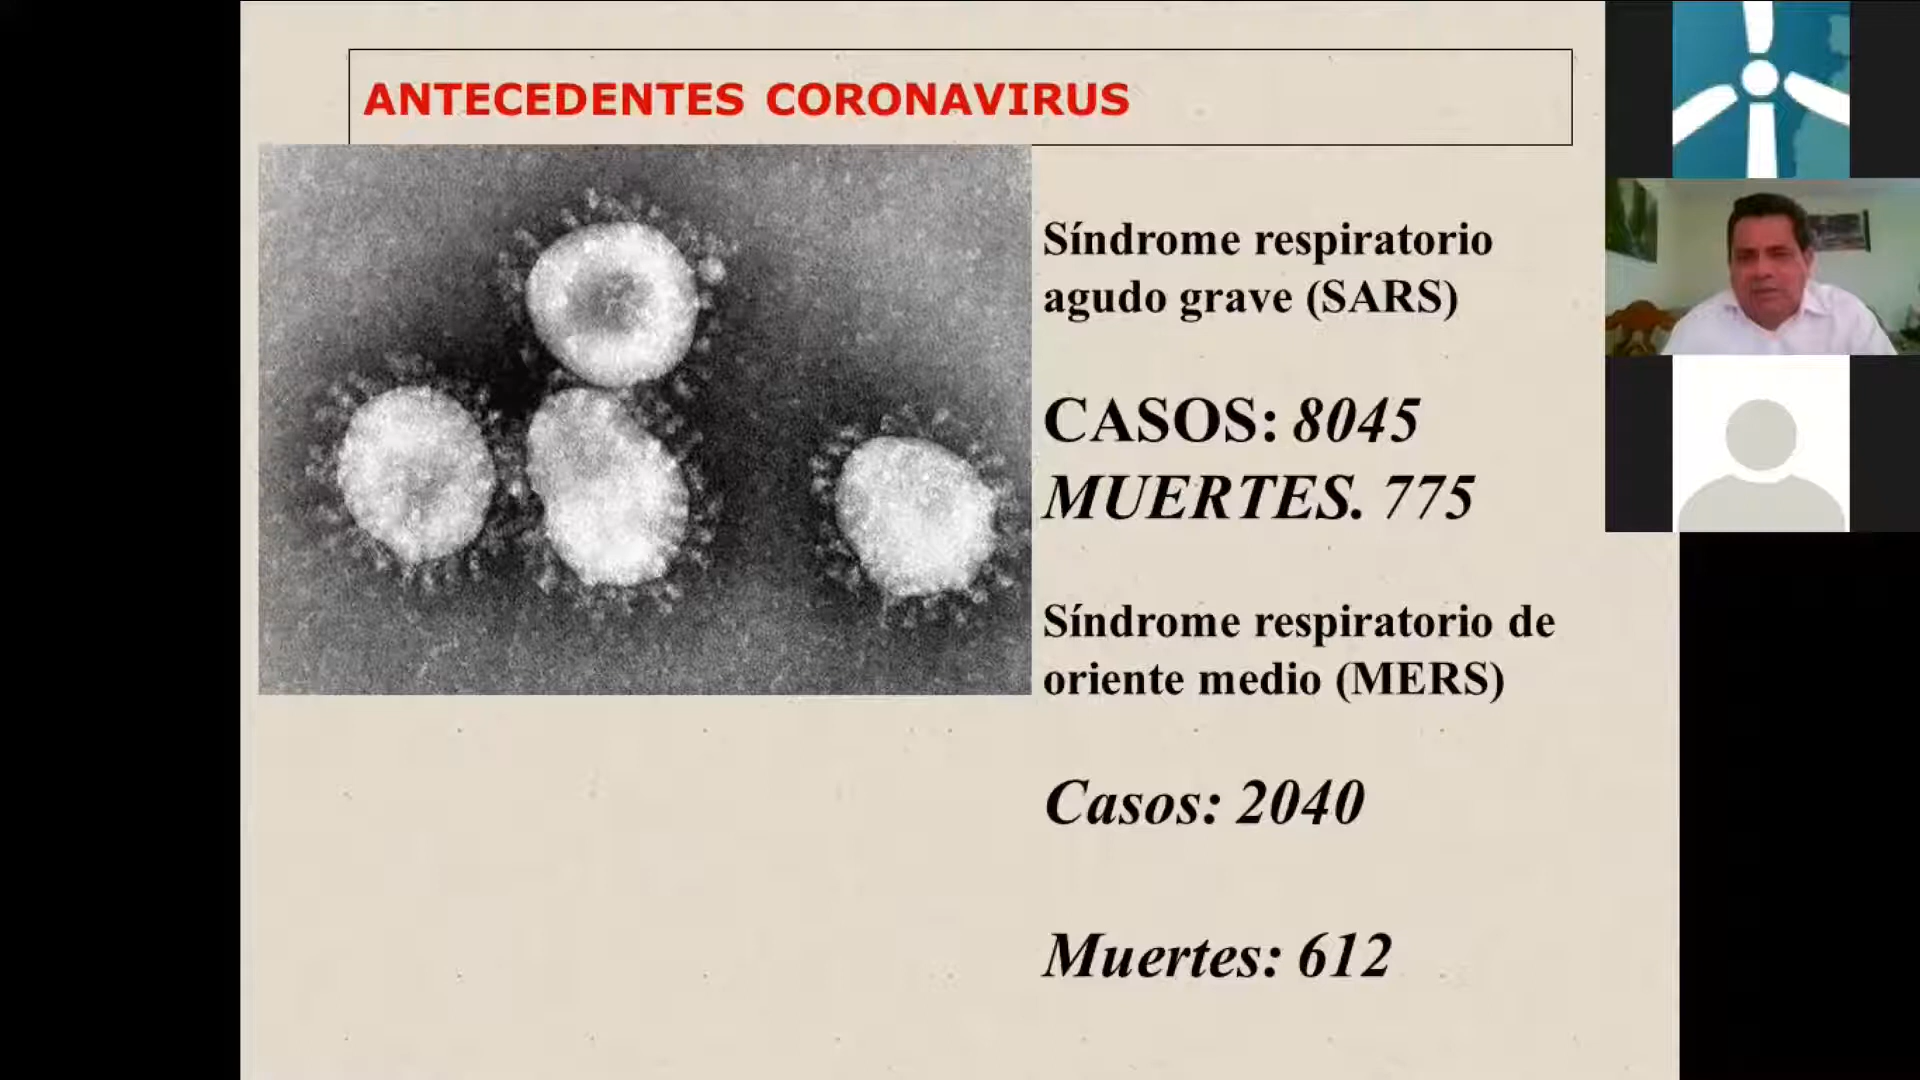 ANTECEDENTES CORONAVIRUS
Síndrome respiratorio
agudo grave (SARS)
CASOS: 8045
MUERTES. 775
Síndrome respiratorio de
oriente medio (MERS)
Casos: 2040
Muertes: 612